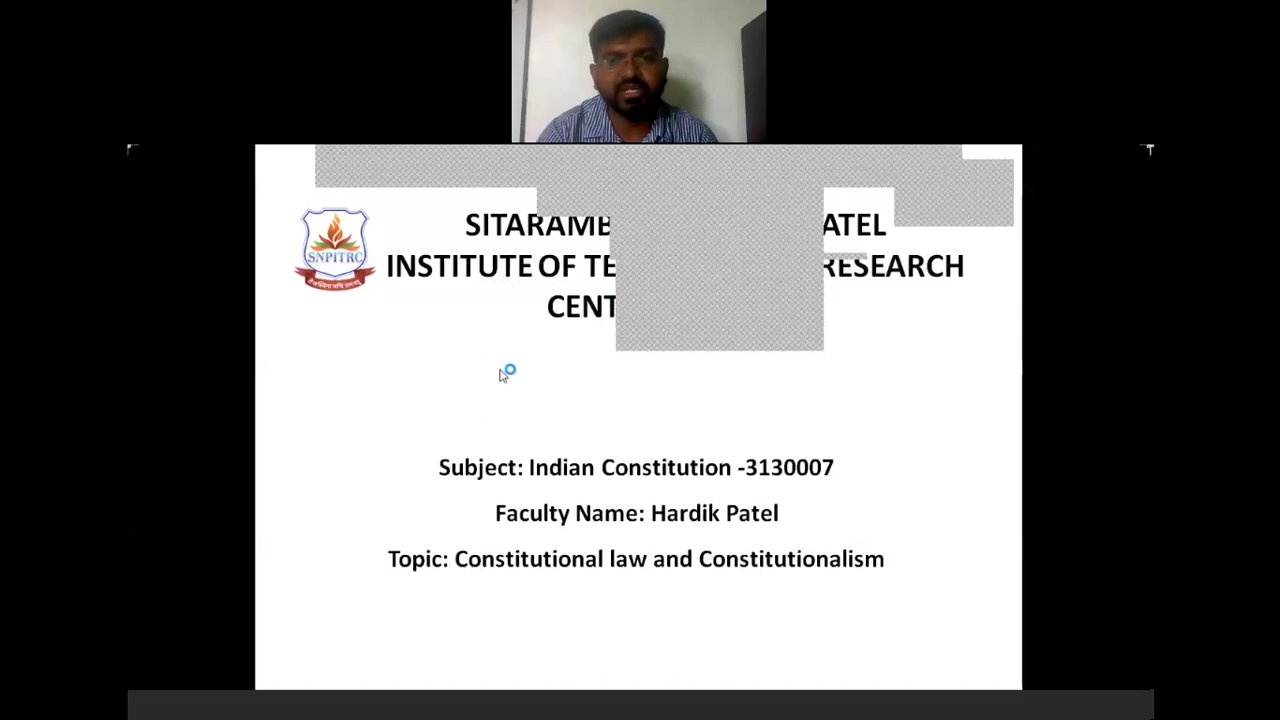 SNPITRC
SITARAMB ATEL
INSTITUTE OF TE RESEARCH
CENT
Subject: Indian Constitution -3130007
Faculty Name: Hardik Patel
Topic: Constitutional law and Constitutionalism